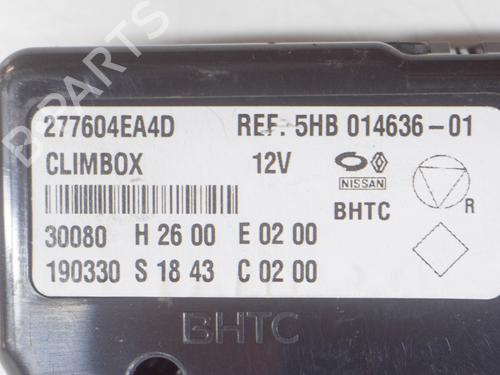 B PARTS
277604EA4D REF. 5HB 014636-01
CLIMBOX 12V
NISSAN
BHTC R
30080 H 26 00 E 02 00
190330 S 18 43 C 02 00
BHTC